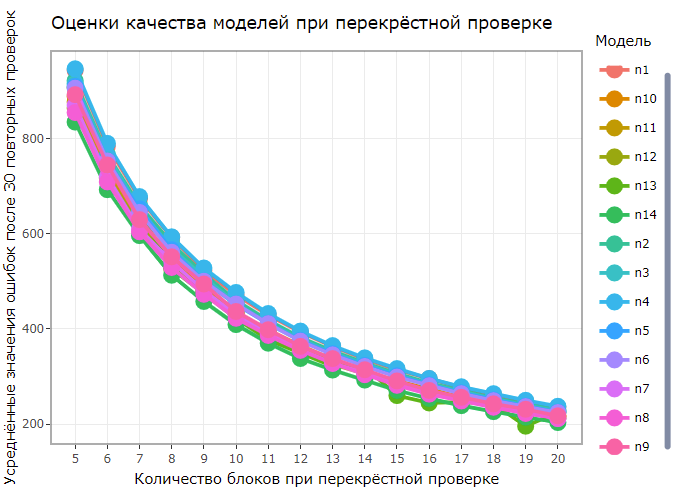 Оценки качества моделей при перекрёстной проверке
Усреднённые значения ошибок после 30 повторных проверок
800
600
400
200
5 6 7 8 9 10 11 12 13 14 15 16 17 18 19 20
Количество блоков при перекрёстной проверке
Модель
n1
n10
n11
n12
n13
n14
n2
n3
n4
n5
n6
n7
n8
n9